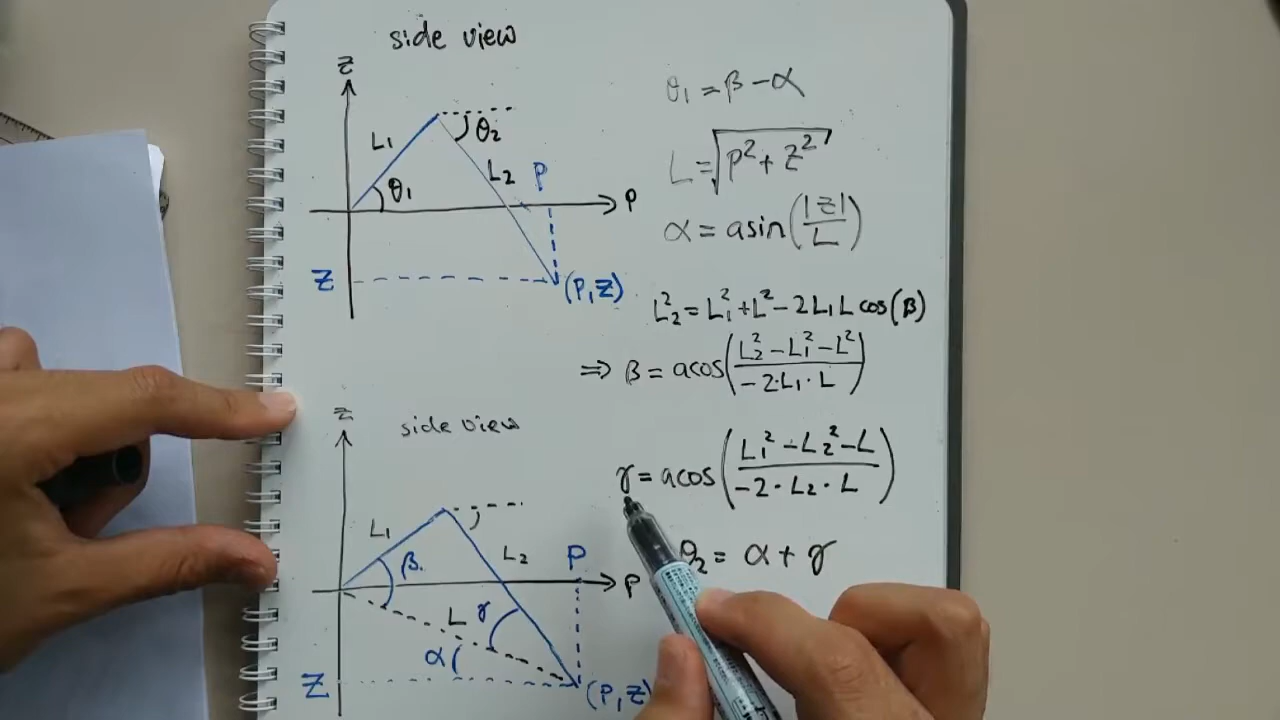 side view
z
L₁
θ₂
L₂
P
θ₁
P
Z
(P,Z)
θ₁ = β - α
L = √(P² + Z²)
α = asin(|Z|/L)
L₂² = L₁² + L² - 2 L₁ L cos(β)
⇒ β = acos((L₂² - L₁² - L²)/(-2·L₁·L))
side view
z
L₁
β.
L₂
P
P
L
γ
α
Z
(P,Z)
γ = acos((L₁² - L₂² - L)/(-2·L₂·L))
θ₂ = α + γ